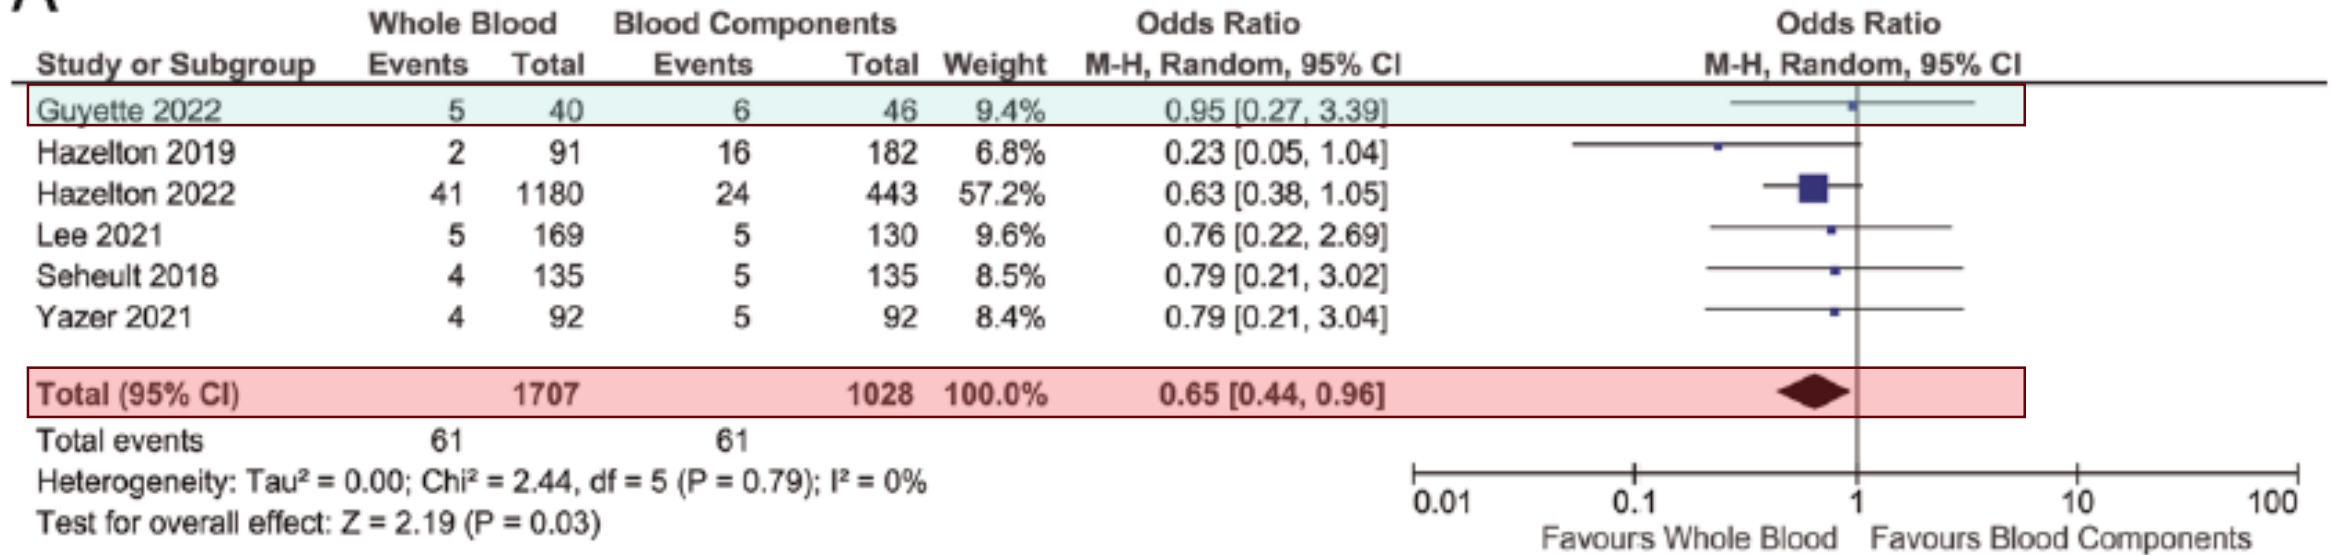 A
Whole Blood Blood Components Odds Ratio Odds Ratio
Study or Subgroup Events Total Events Total Weight M-H, Random, 95% CI M-H, Random, 95% CI
Guyette 2022 5 40 6 46 9.4% 0.95 [0.27, 3.39]
Hazelton 2019 2 91 16 182 6.8% 0.23 [0.05, 1.04]
Hazelton 2022 41 1180 24 443 57.2% 0.63 [0.38, 1.05]
Lee 2021 5 169 5 130 9.6% 0.76 [0.22, 2.69]
Seheult 2018 4 135 5 135 8.5% 0.79 [0.21, 3.02]
Yazer 2021 4 92 5 92 8.4% 0.79 [0.21, 3.04]
Total (95% CI) 1707 1028 100.0% 0.65 [0.44, 0.96]
Total events 61 61
Heterogeneity: Tau² = 0.00; Chi² = 2.44, df = 5 (P = 0.79); I² = 0%
Test for overall effect: Z = 2.19 (P = 0.03)
0.01 0.1 1 10 100
Favours Whole Blood Favours Blood Components